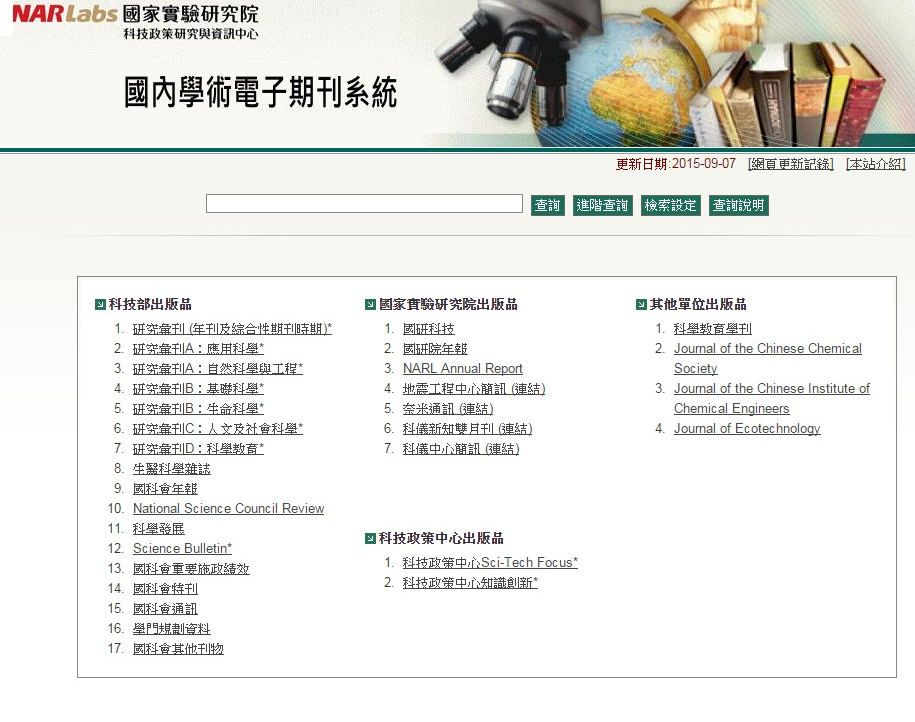 NARLabs 國家實驗研究院
科技政策研究與資訊中心
國內學術電子期刊系統
更新日期:2015-09-07 [網頁更新記錄] [本站介紹]
查詢 進階查詢 檢索設定 查詢說明
科技部出版品
1. 研究彙刊 (年刊及綜合性期刊時期)*
2. 研究彙刊A：應用科學*
3. 研究彙刊A：自然科學與工程*
4. 研究彙刊B：基礎科學*
5. 研究彙刊B：生命科學*
6. 研究彙刊C：人文及社會科學*
7. 研究彙刊D：科學教育*
8. 生醫科學雜誌
9. 國科會年報
10. National Science Council Review
11. 科學發展
12. Science Bulletin*
13. 國科會重要施政績效
14. 國科會特刊
15. 國科會通訊
16. 學門規劃資料
17. 國科會其他刊物
國家實驗研究院出版品
1. 國研科技
2. 國研院年報
3. NARL Annual Report
4. 地震工程中心簡訊 (連結)
5. 奈米通訊 (連結)
6. 科儀新知雙月刊 (連結)
7. 科儀中心簡訊 (連結)
科技政策中心出版品
1. 科技政策中心Sci-Tech Focus*
2. 科技政策中心知識創新*
其他單位出版品
1. 科學教育學刊
2. Journal of the Chinese Chemical
Society
3. Journal of the Chinese Institute of
Chemical Engineers
4. Journal of Ecotechnology